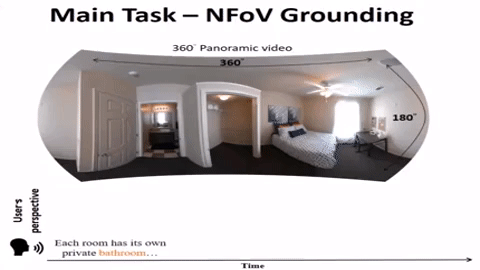 Main Task – NFoV Grounding
360° Panoramic video
360°
180°
User's
perspective
Each room has its own
private bathroom...
Time